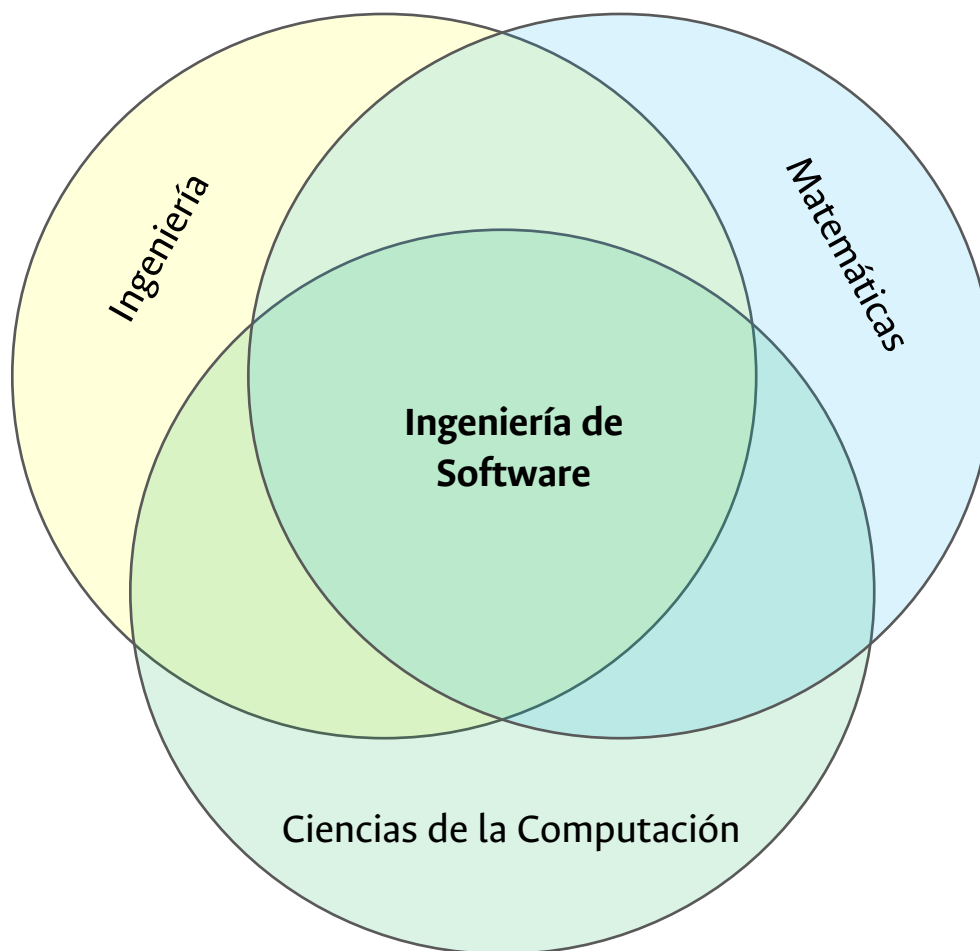 Ingeniería
Matemáticas
Ingeniería de
Software
Ciencias de la Computación